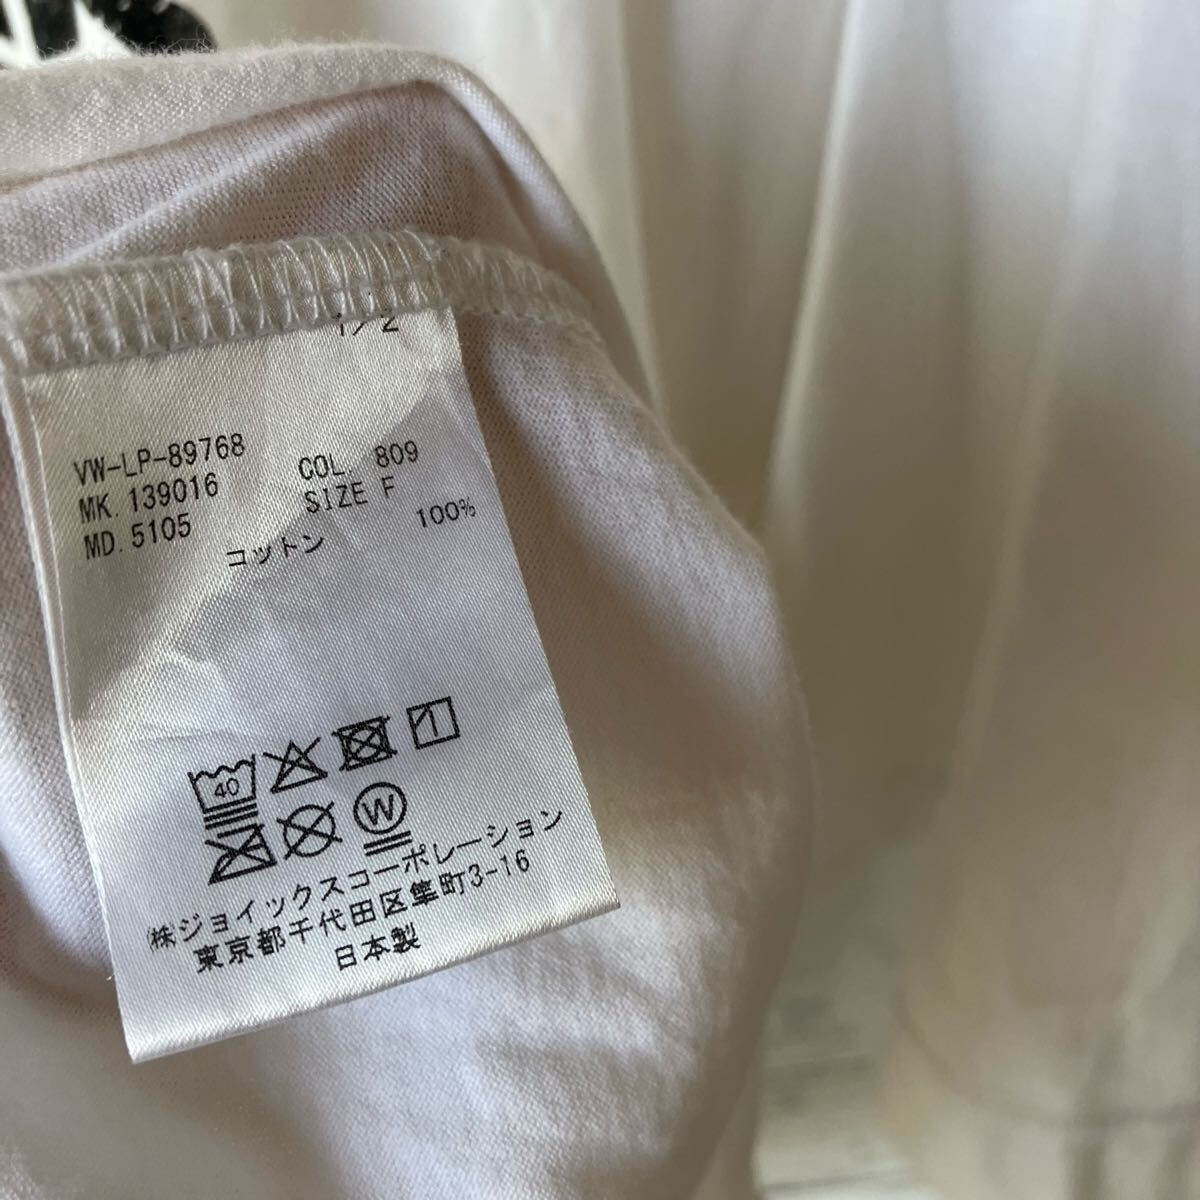 1/2
VW-LP-89768
MK.139016 COL. 809
MD.5105 SIZE F
コットン 100%
40
W
㈱ジョイックスコーポレーション
東京都千代田区隼町3-16
日本製